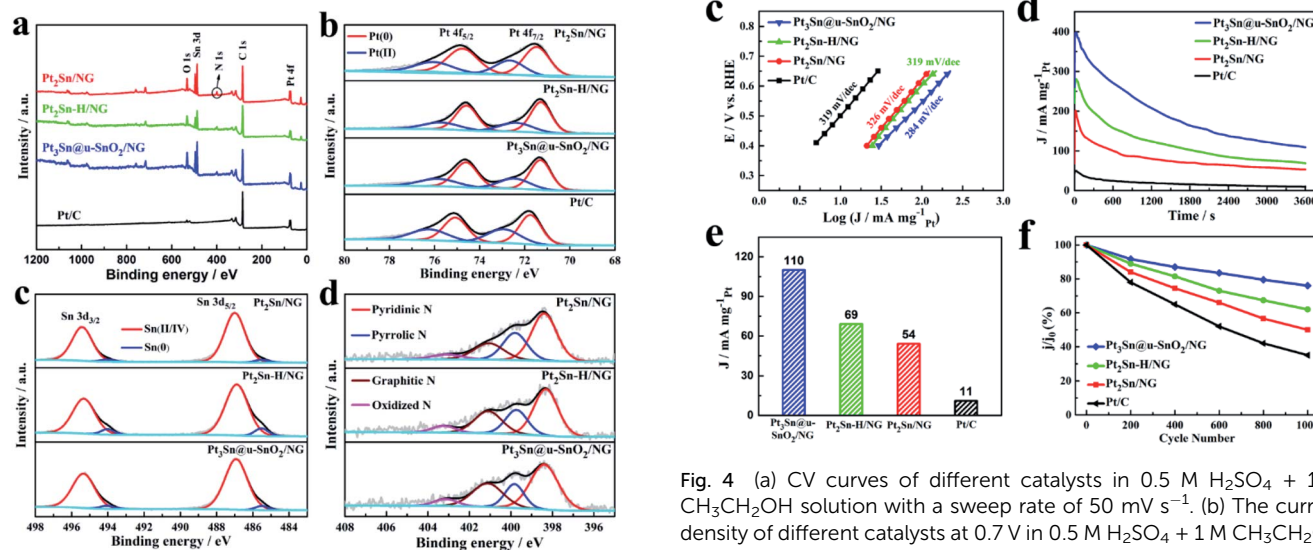 a
Pt₂Sn/NG
Pt₂Sn-H/NG
Pt₃Sn@u-SnO₂/NG
Pt/C
O 1s
Sn 3d
N 1s
C 1s
Pt 4f
Intensity / a.u.
1200 1000 800 600 400 200 0
Binding energy / eV
b
Pt(0)
Pt(II)
Pt 4f₅/₂
Pt 4f₇/₂
Pt₂Sn/NG
Pt₂Sn-H/NG
Pt₃Sn@u-SnO₂/NG
Pt/C
Intensity / a.u.
80 78 76 74 72 70 68
Binding energy / eV
c
Sn 3d₃/₂
Sn 3d₅/₂
Sn(II/IV)
Sn(0)
Pt₂Sn/NG
Pt₂Sn-H/NG
Pt₃Sn@u-SnO₂/NG
Intensity / a.u.
498 496 494 492 490 488 486 484
Binding energy / eV
d
Pyridinic N
Pyrrolic N
Graphitic N
Oxidized N
Pt₂Sn/NG
Pt₂Sn-H/NG
Pt₃Sn@u-SnO₂/NG
Intensity / a.u.
408 406 404 402 400 398 396
Binding energy / eV
c
Pt₃Sn@u-SnO₂/NG
Pt₂Sn-H/NG
Pt₂Sn/NG
Pt/C
319 mV/dec
326 mV/dec
319 mV/dec
284 mV/dec
E / V vs. RHE
0.8
0.7
0.6
0.5
0.4
0.3
0.0 0.5 1.0 1.5 2.0 2.5 3.0
Log (J / mA mg⁻¹Pt)
d
Pt₃Sn@u-SnO₂/NG
Pt₂Sn-H/NG
Pt₂Sn/NG
Pt/C
J / mA mg⁻¹Pt
400
300
200
100
0
0 600 1200 1800 2400 3000 3600
Time / s
e
110
69
54
11
J / mA mg⁻¹Pt
120
90
60
30
0
Pt₃Sn@u-
SnO₂/NG
Pt₂Sn-H/NG Pt₂Sn/NG Pt/C
f
j/j₀ (%)
100
80
60
40
20
0
Pt₃Sn@u-SnO₂/NG
Pt₂Sn-H/NG
Pt₂Sn/NG
Pt/C
0 200 400 600 800 100
Cycle Number
Fig. 4 (a) CV curves of different catalysts in 0.5 M H₂SO₄ + 1
CH₃CH₂OH solution with a sweep rate of 50 mV s⁻¹. (b) The curr
density of different catalysts at 0.7 V in 0.5 M H₂SO₄ + 1 M CH₃CH₂